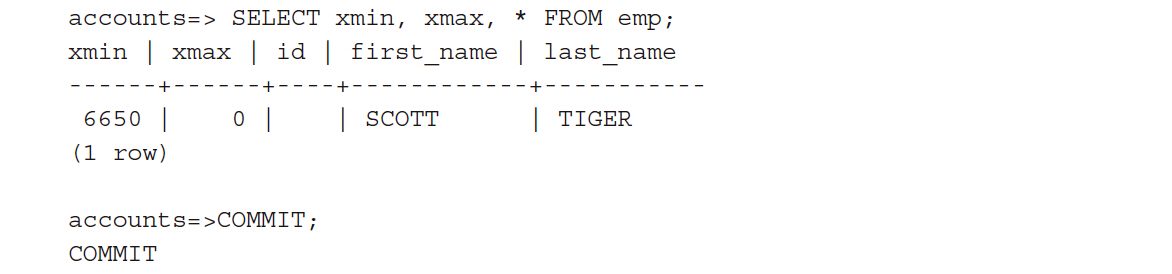 accounts=> SELECT xmin, xmax, * FROM emp;
xmin | xmax | id | first_name | last_name
------+------+----+------------+-----------
 6650 |    0 |    | SCOTT      | TIGER
(1 row)

accounts=>COMMIT;
COMMIT